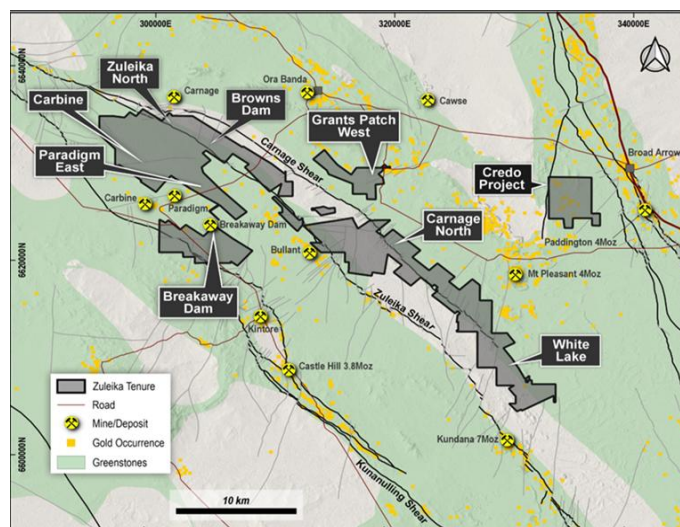 300000E
320000E
340000E
6640000N
6620000N
6600000N
Zuleika
North
Carnage
Ora Banda
Cawse
Carbine
Browns
Dam
Grants Patch
West
Broad Arrow
Paradigm
East
Carnage Shear
Credo
Project
Carbine
Paradigm
Breakaway Dam
Carnage
North
Paddington 4Moz
Bullant
Mt Pleasant 4Moz
Breakaway
Dam
Zuleika Shear
Kintore
White
Lake
Castle Hill 3.8Moz
Kundana 7Moz
Kunanulling Shear
Zuleika Tenure
Road
Mine/Deposit
Gold Occurrence
Greenstones
10 km